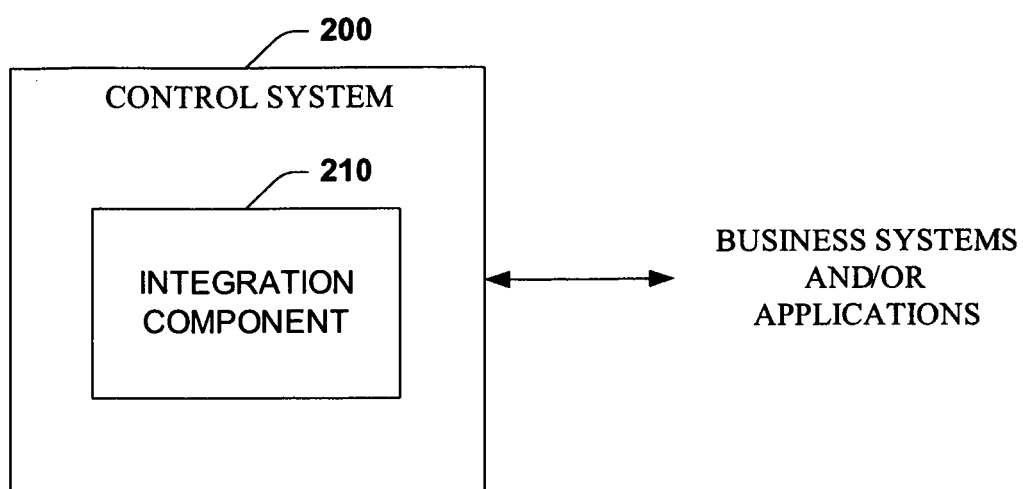 200
CONTROL SYSTEM
210
INTEGRATION
COMPONENT
BUSINESS SYSTEMS
AND/OR
APPLICATIONS